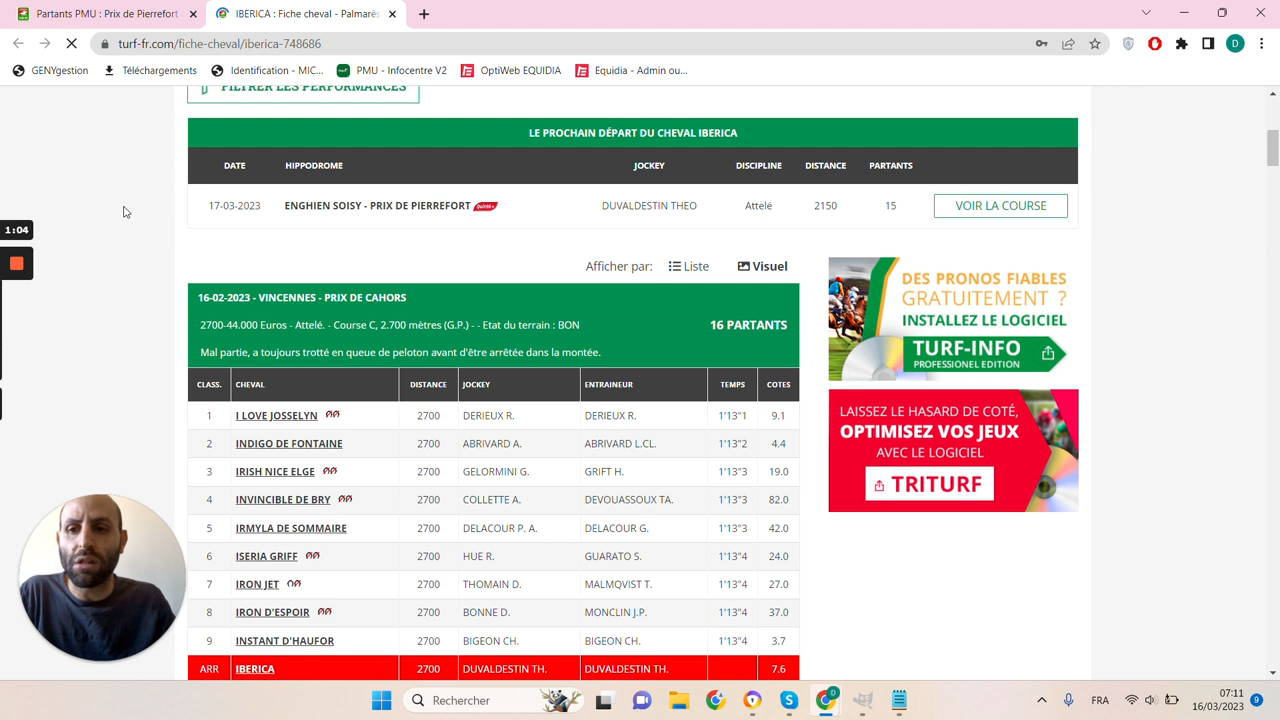 Partants PMU : Prix de Pierrefort
IBERICA : Fiche cheval - Palmarè
turf-fr.com/fiche-cheval/iberica-748686
D
GENYgestion Téléchargements Identification - MIC... PMU - Infocentre V2 OptiWeb EQUIDIA Equidia - Admin ou...
FILTRER LES PERFORMANCES
LE PROCHAIN DÉPART DU CHEVAL IBERICA
DATE HIPPODROME JOCKEY DISCIPLINE DISTANCE PARTANTS
17-03-2023 ENGHIEN SOISY - PRIX DE PIERREFORT Quinté+ DUVALDESTIN THEO Attelé 2150 15 VOIR LA COURSE
1:04
Afficher par: Liste Visuel
16-02-2023 - VINCENNES - PRIX DE CAHORS
2700-44.000 Euros - Attelé. - Course C, 2.700 mètres (G.P.) - - Etat du terrain : BON 16 PARTANTS
Mal partie, a toujours trotté en queue de peloton avant d'être arrêtée dans la montée.
CLASS. CHEVAL DISTANCE JOCKEY ENTRAINEUR TEMPS COTES
1 I LOVE JOSSELYN 2700 DERIEUX R. DERIEUX R. 1'13"1 9.1
2 INDIGO DE FONTAINE 2700 ABRIVARD A. ABRIVARD L.CL. 1'13"2 4.4
3 IRISH NICE ELGE 2700 GELORMINI G. GRIFT H. 1'13"3 19.0
4 INVINCIBLE DE BRY 2700 COLLETTE A. DEVOUASSOUX TA. 1'13"3 82.0
5 IRMYLA DE SOMMAIRE 2700 DELACOUR P. A. DELACOUR G. 1'13"3 42.0
6 ISERIA GRIFF 2700 HUE R. GUARATO S. 1'13"4 24.0
7 IRON JET 2700 THOMAIN D. MALMQVIST T. 1'13"4 27.0
8 IRON D'ESPOIR 2700 BONNE D. MONCLIN J.P. 1'13"4 37.0
9 INSTANT D'HAUFOR 2700 BIGEON CH. BIGEON CH. 1'13"4 3.7
ARR IBERICA 2700 DUVALDESTIN TH. DUVALDESTIN TH. 7.6
DES PRONOS FIABLES
GRATUITEMENT ?
INSTALLEZ LE LOGICIEL
TURF-INFO
PROFESSIONEL EDITION
LAISSEZ LE HASARD DE COTÉ,
OPTIMISEZ VOS JEUX
AVEC LE LOGICIEL
TRITURF
Rechercher
D
FRA
07:11
16/03/2023
9